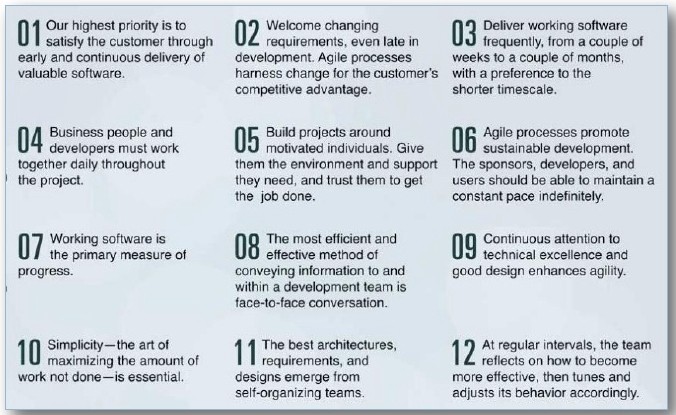 01 Our highest priority is to
satisfy the customer through
early and continuous delivery of
valuable software.
02 Welcome changing
requirements, even late in
development. Agile processes
harness change for the customer's
competitive advantage.
03 Deliver working software
frequently, from a couple of
weeks to a couple of months,
with a preference to the
shorter timescale.
04 Business people and
developers must work
together daily throughout
the project.
05 Build projects around
motivated individuals. Give
them the environment and support
they need, and trust them to get
the job done.
06 Agile processes promote
sustainable development.
The sponsors, developers, and
users should be able to maintain a
constant pace indefinitely.
07 Working software is
the primary measure of
progress.
08 The most efficient and
effective method of
conveying information to and
within a development team is
face-to-face conversation.
09 Continuous attention to
technical excellence and
good design enhances agility.
10 Simplicity—the art of
maximizing the amount of
work not done—is essential.
11 The best architectures,
requirements, and
designs emerge from
self-organizing teams.
12 At regular intervals, the team
reflects on how to become
more effective, then tunes and
adjusts its behavior accordingly.